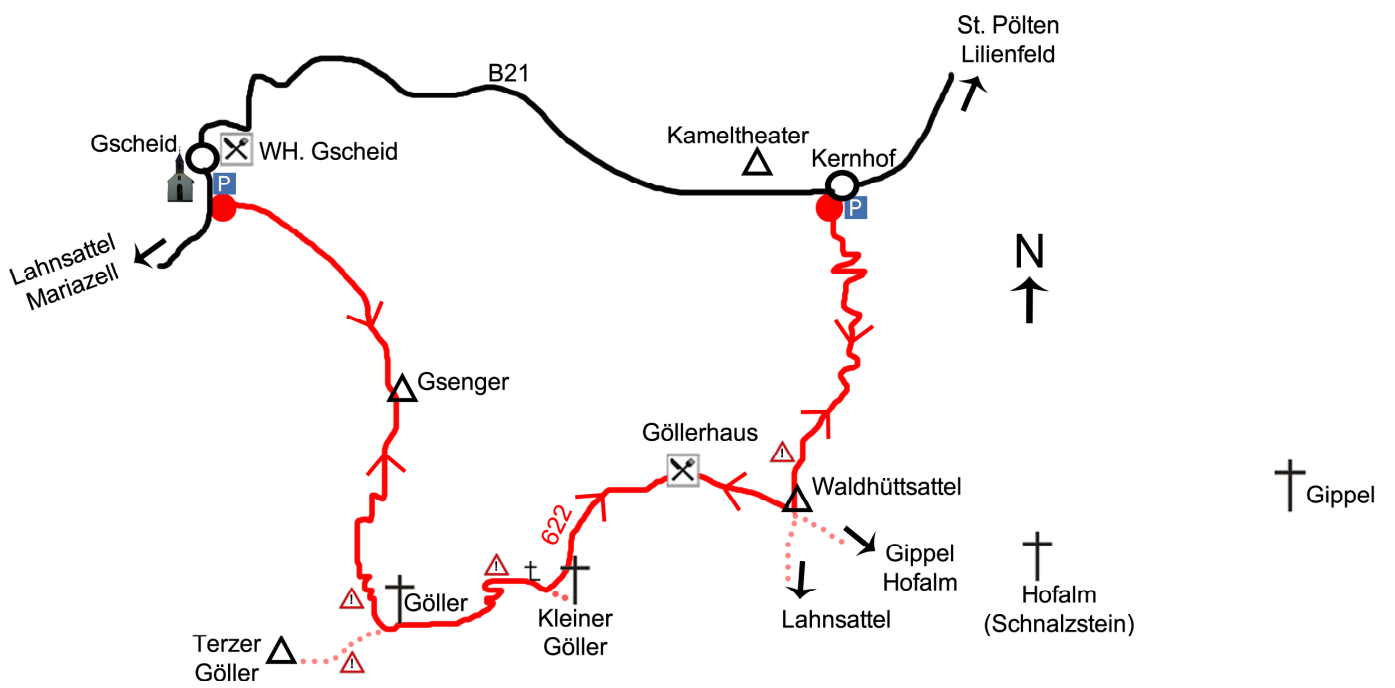 St. Pölten
Lilienfeld
B21
Kameltheater
Gscheid
WH. Gscheid
Kernhof
P
P
Lahnsattel
Mariazell
N
Gsenger
Göllerhaus
!
Waldhüttsattel
Gippel
622
!
Gippel
Hofalm
!
Göller
Hofalm
(Schnalzstein)
Kleiner
Göller
Lahnsattel
Terzer
Göller
!